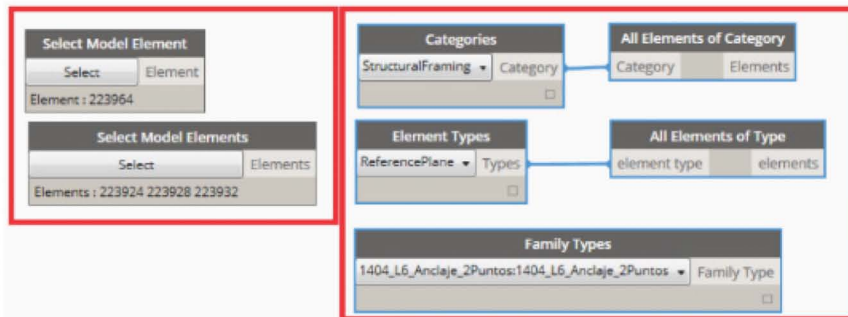 Select Model Element
Select Element
Element : 223964
Select Model Elements
Select Elements
Elements : 223924 223928 223932
Categories
StructuralFraming Category
All Elements of Category
Category Elements
Element Types
ReferencePlane Types
All Elements of Type
element type elements
Family Types
1404_L6_Anclaje_2Puntos:1404_L6_Anclaje_2Puntos Family Type